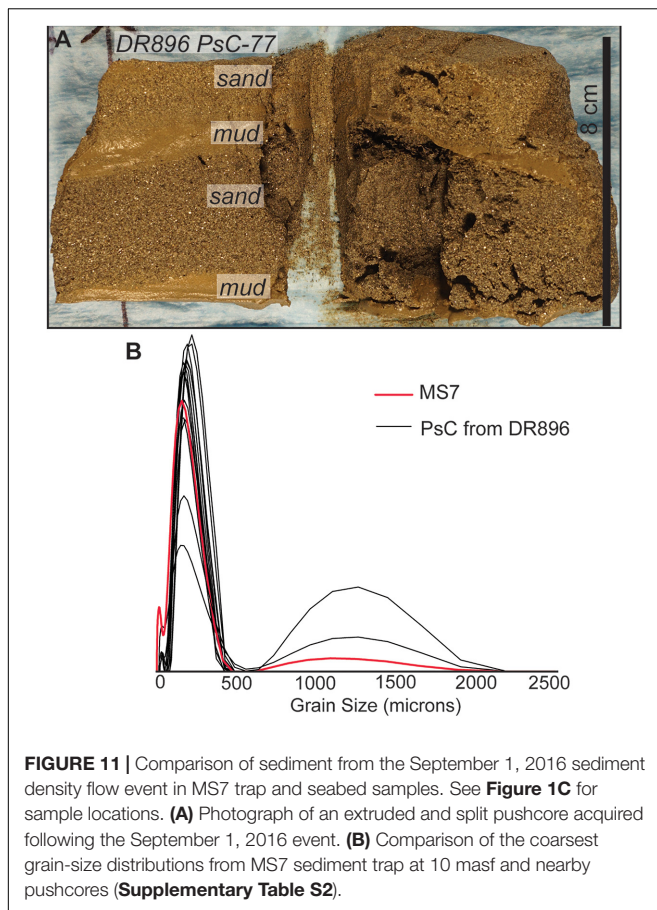 A
DR896 PsC-77
sand
mud
sand
mud
8 cm
B
MS7
PsC from DR896
0 500 1000 1500 2000 2500
Grain Size (microns)
FIGURE 11 | Comparison of sediment from the September 1, 2016 sediment
density flow event in MS7 trap and seabed samples. See Figure 1C for
sample locations. (A) Photograph of an extruded and split pushcore acquired
following the September 1, 2016 event. (B) Comparison of the coarsest
grain-size distributions from MS7 sediment trap at 10 masf and nearby
pushcores (Supplementary Table S2).